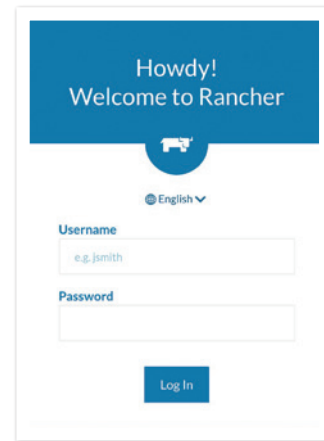 Howdy!
Welcome to Rancher
English
Username
e.g. jsmith
Password
Log In